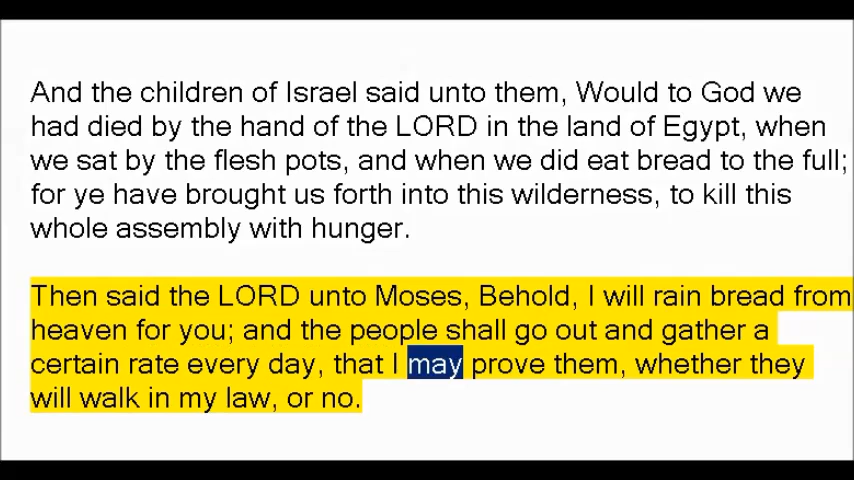 And the children of Israel said unto them, Would to God we
had died by the hand of the LORD in the land of Egypt, when
we sat by the flesh pots, and when we did eat bread to the full;
for ye have brought us forth into this wilderness, to kill this
whole assembly with hunger.
Then said the LORD unto Moses, Behold, I will rain bread from
heaven for you; and the people shall go out and gather a
certain rate every day, that I may prove them, whether they
will walk in my law, or no.